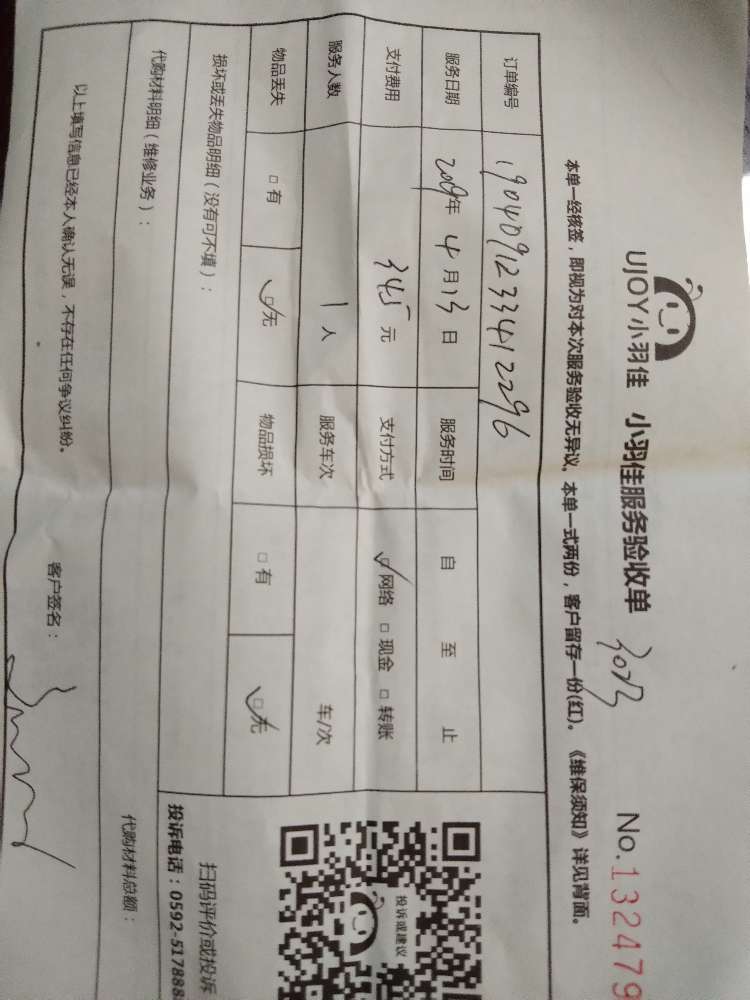 UJOY小羽佳 小羽佳服务验收单 No.132479
本单一经核签，即视为对本次服务验收无异议。本单一式两份，客户留存一份(红)。《维保须知》详见背面。
订单编号 1904091233412296
服务日期 2019年 4月13日 服务时间 自 至 止
支付费用 345元 支付方式 ☑网络 □现金 □转账
服务人数 1人 服务车次 车/次
物品丢失 □有 ☑无 物品损坏 □有 ☑无
损坏或丢失物品明细（没有可不填）：
代购材料明细（维修业务）： 代购材料总额：
以上填写信息已经本人确认无误，不存在任何争议纠纷。 客户签名：
投诉或建议
扫码评价或投诉
投诉电话：0592-517888